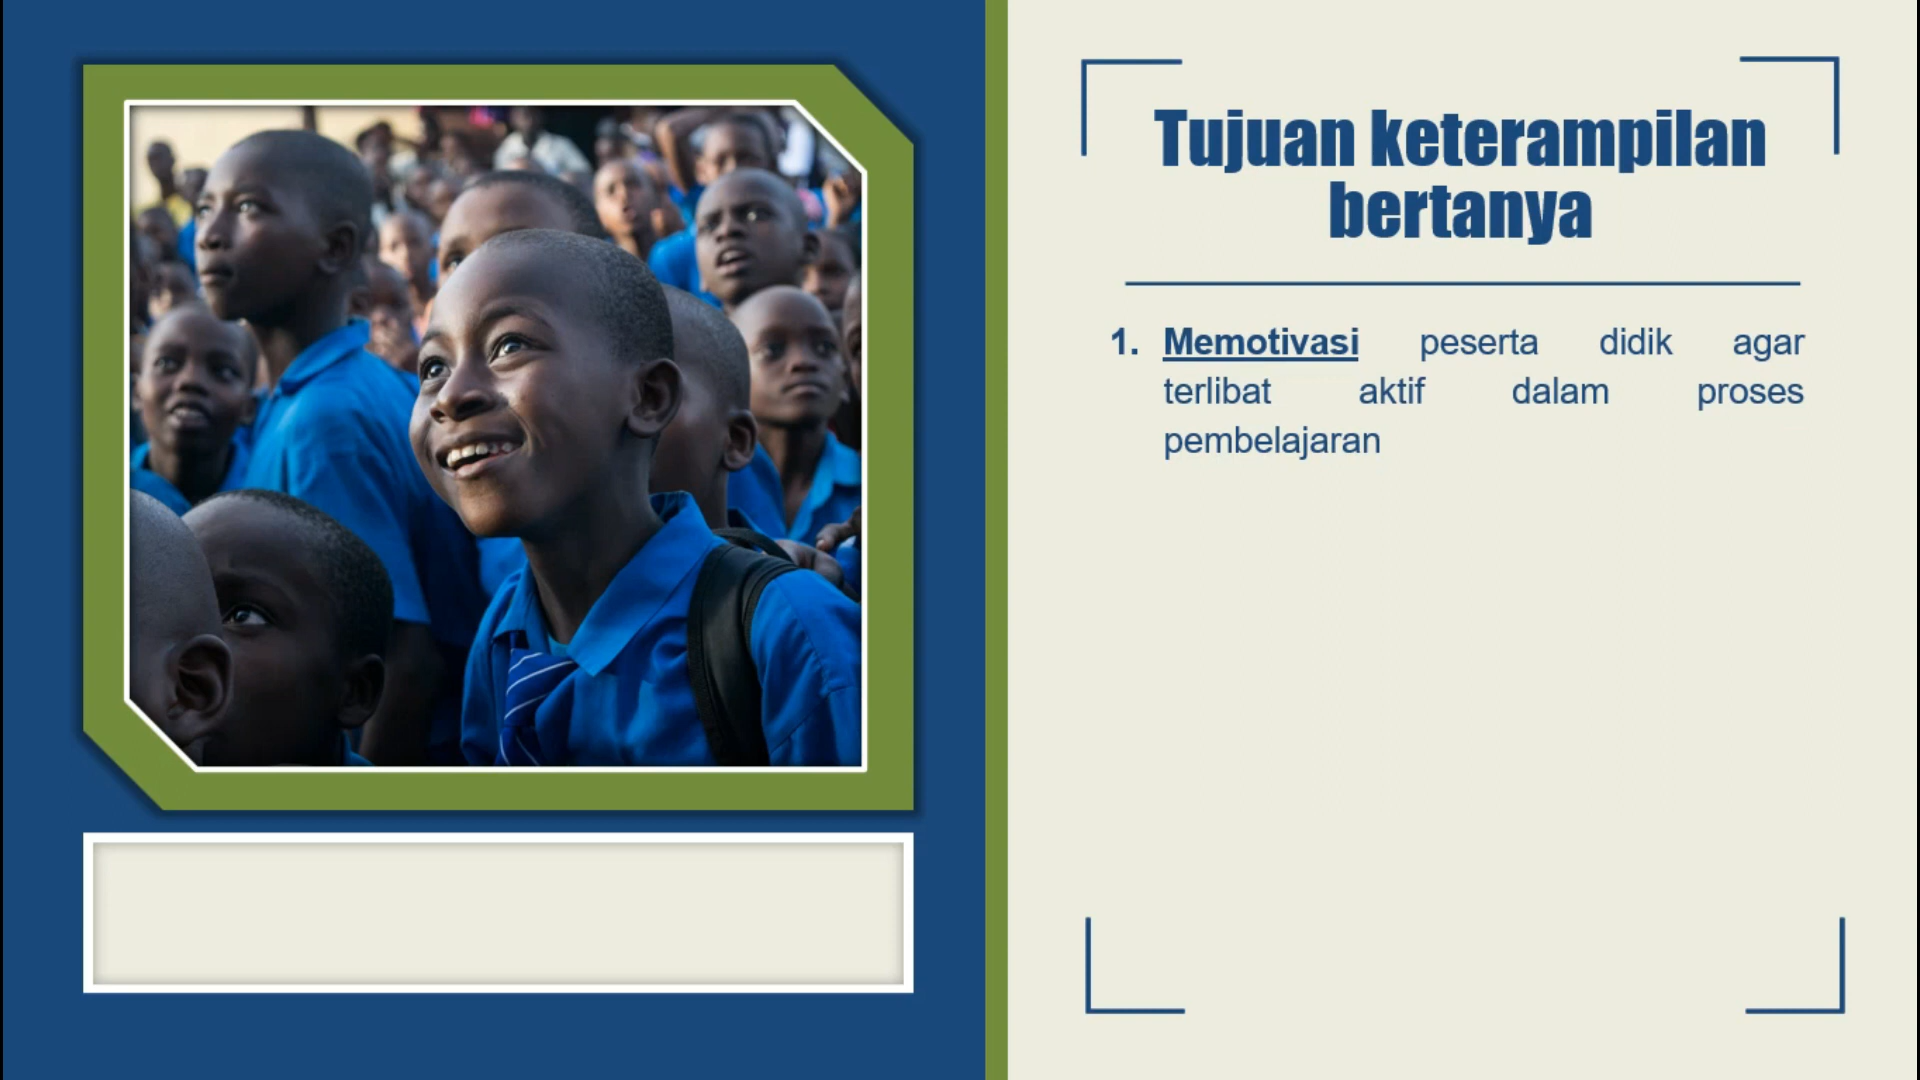 Tujuan keterampilan
bertanya
1. Memotivasi peserta didik agar
terlibat aktif dalam proses
pembelajaran